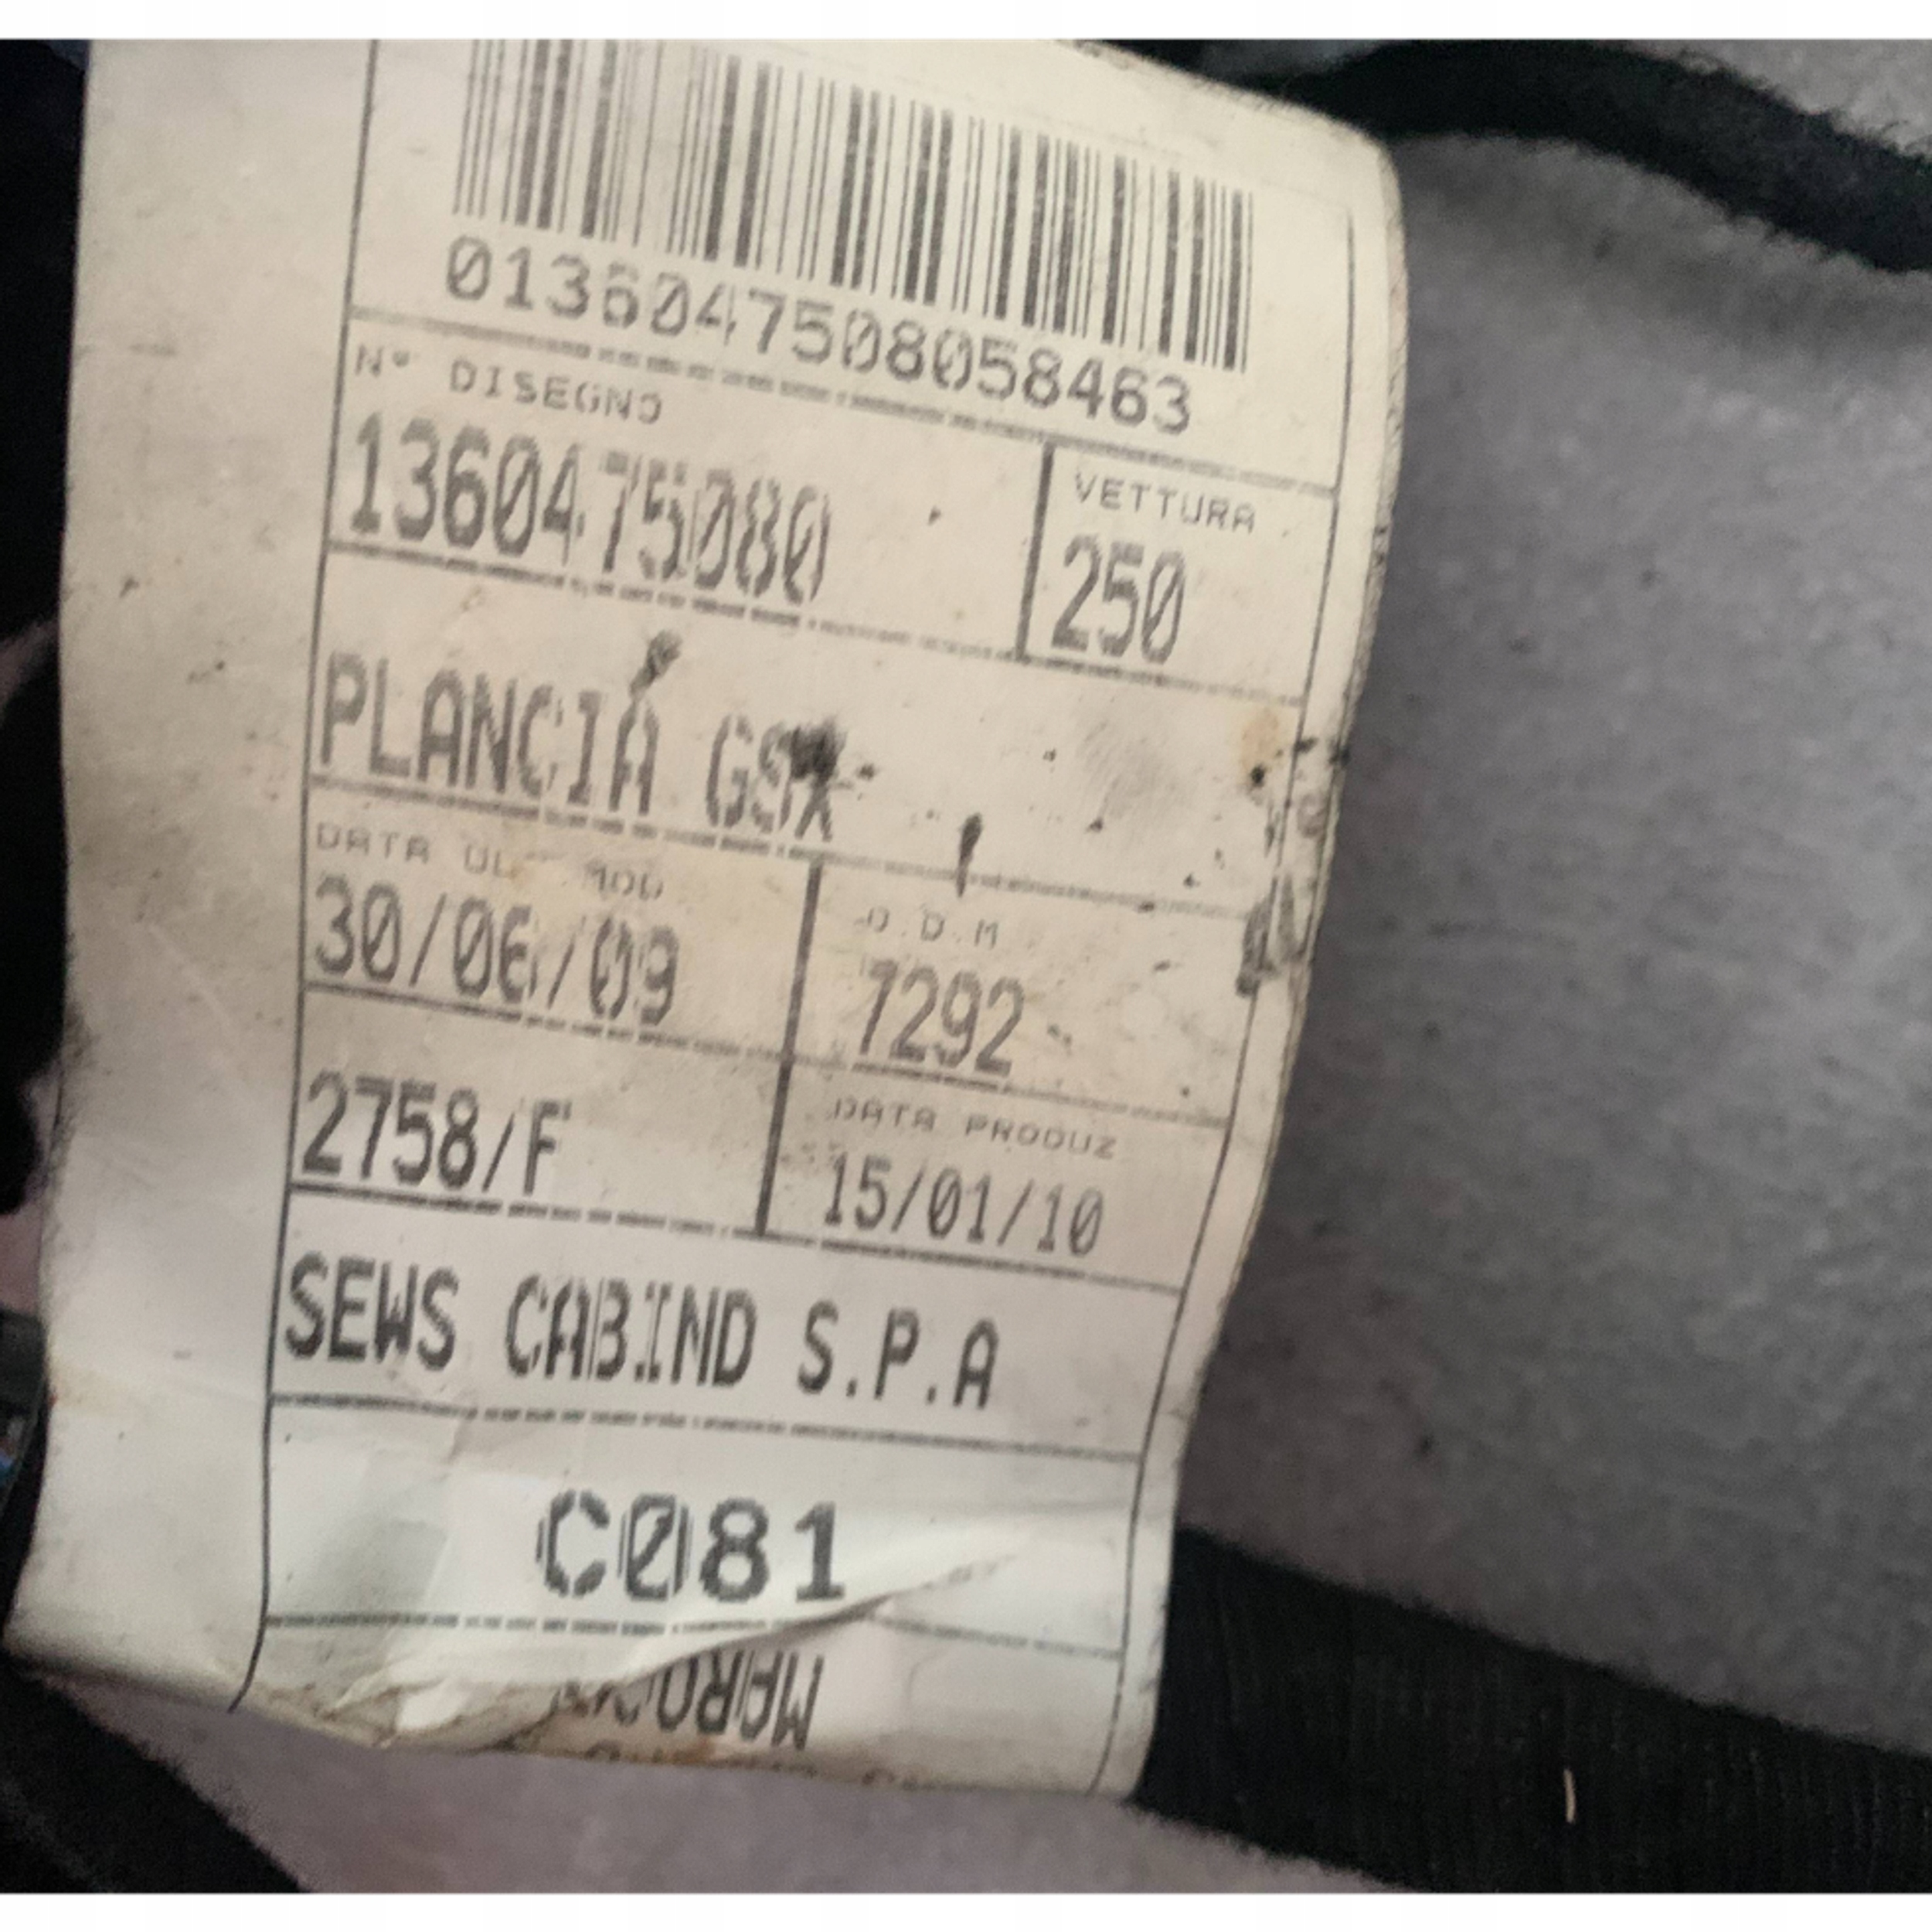 0136047508058463
N° DISEGNO
1360475080
VETTURA
250
PLANCIA GSX
DATA ULT MOD
30/06/09
O.D.M
7292
2758/F
DATA PRODUZ
15/01/10
SEWS CABIND S.P.A
C081